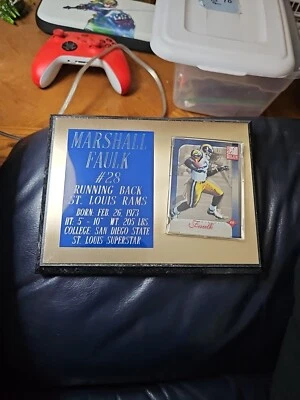 MARSHALL
FAULK
#28
RUNNING BACK
ST. LOUIS RAMS
BORN: FEB. 26, 1973
HT. 5' - 10" WT. 205 LBS
COLLEGE: SAN DIEGO STATE
ST. LOUIS SUPERSTAR
Faulk